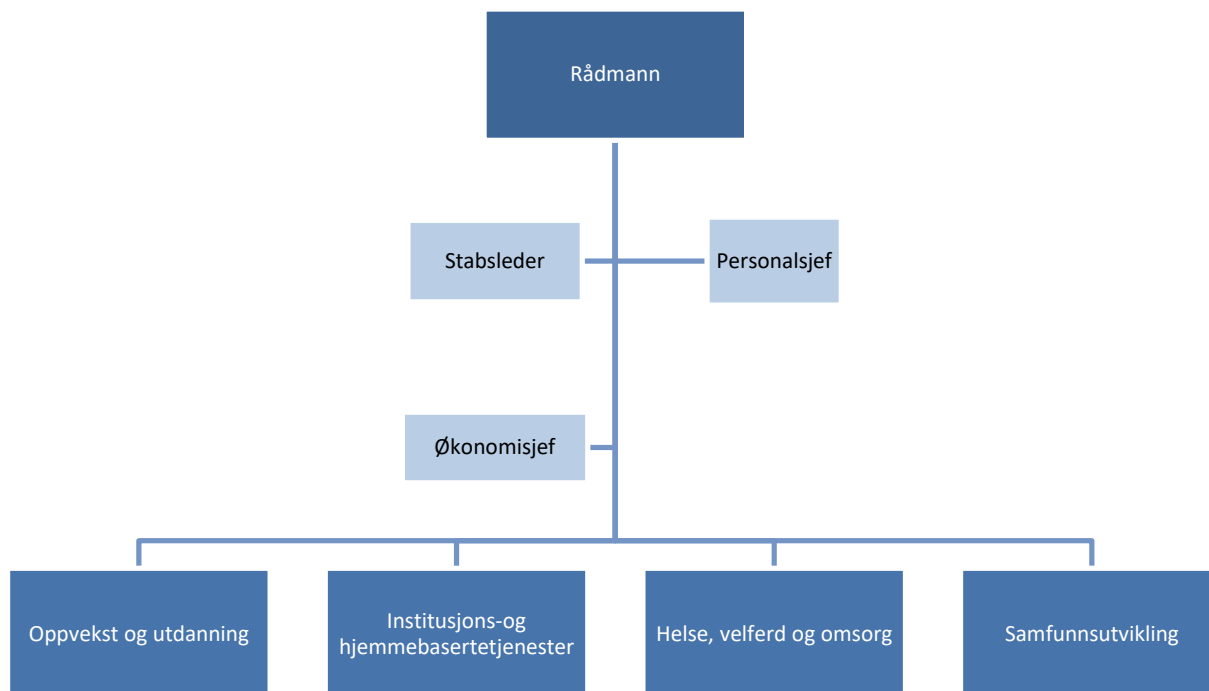 Rådmann
Stabsleder
Personalsjef
Økonomisjef
Oppvekst og utdanning
Institusjons-og
hjemmebasertetjenester
Helse, velferd og omsorg
Samfunnsutvikling